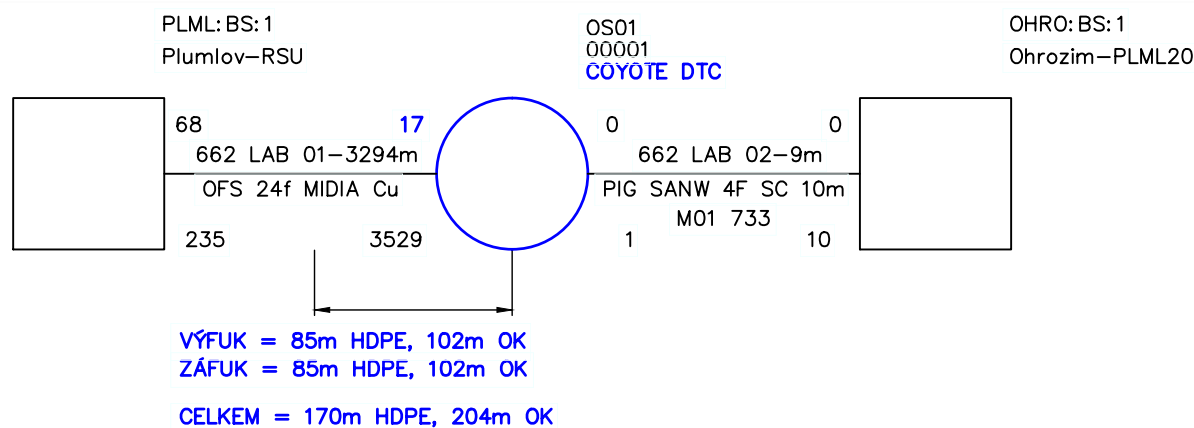 PLML:BS:1
Plumlov-RSU
OS01
00001
COYOTE DTC
OHRO:BS:1
Ohrozim-PLML20
68
17
662 LAB 01-3294m
OFS 24f MIDIA Cu
235
3529
0
0
662 LAB 02-9m
PIG SANW 4F SC 10m
M01 733
1
10
VÝFUK = 85m HDPE, 102m OK
ZÁFUK = 85m HDPE, 102m OK
CELKEM = 170m HDPE, 204m OK